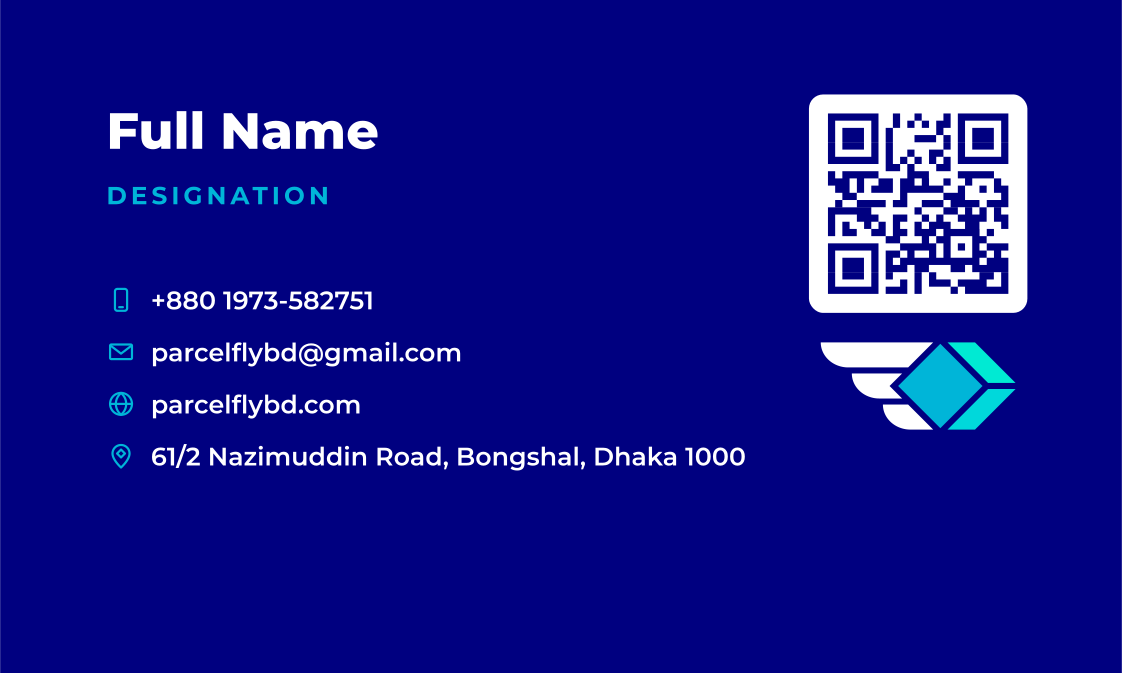 Full Name
DESIGNATION
+880 1973-582751
parcelflybd@gmail.com
parcelflybd.com
61/2 Nazimuddin Road, Bongshal, Dhaka 1000